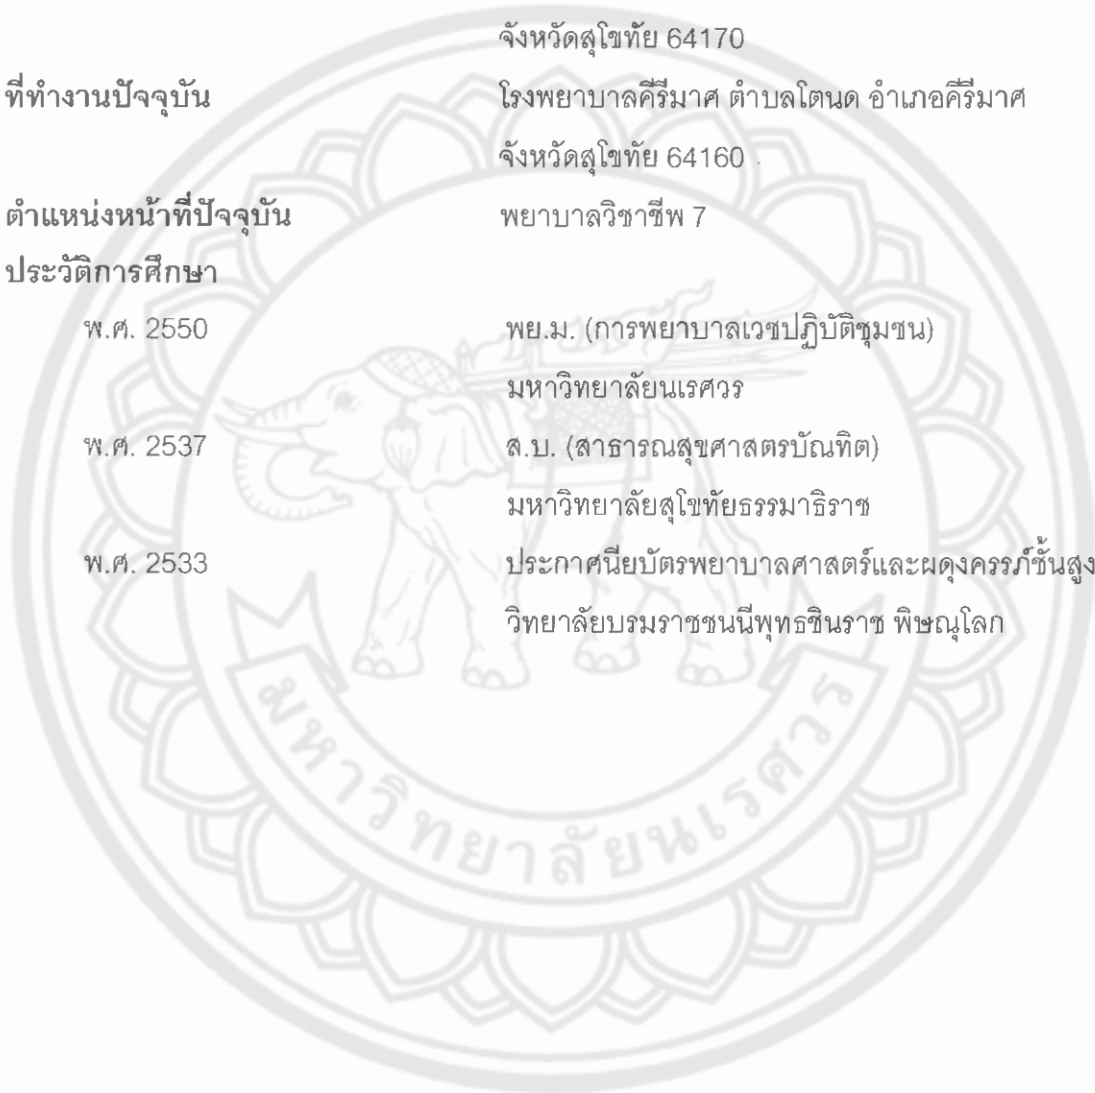 จังหวัดสุโขทัย 64170
ที่ทำงานปัจจุบัน โรงพยาบาลคีรีมาศ ตำบลโตนด อำเภอคีรีมาศ
จังหวัดสุโขทัย 64160
ตำแหน่งหน้าที่ปัจจุบัน พยาบาลวิชาชีพ 7
ประวัติการศึกษา
พ.ศ. 2550 พย.ม. (การพยาบาลเวชปฏิบัติชุมชน)
มหาวิทยาลัยนเรศวร
พ.ศ. 2537 ส.บ. (สาธารณสุขศาสตรบัณฑิต)
มหาวิทยาลัยสุโขทัยธรรมาธิราช
พ.ศ. 2533 ประกาศนียบัตรพยาบาลศาสตร์และผดุงครรภ์ชั้นสูง
วิทยาลัยบรมราชชนนีพุทธชินราช พิษณุโลก
มหาวิทยาลัยนเรศวร